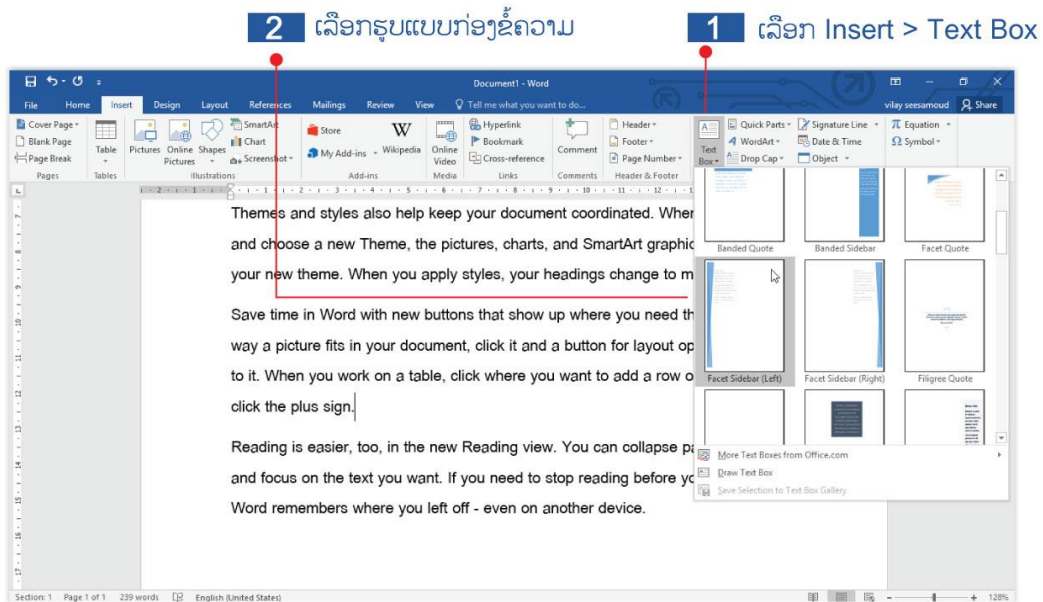 2 ເລືອກຮູບແບບກ່ອງຂໍ້ຄວາມ
1 ເລືອກ Insert > Text Box
Document1 - Word
File Home Insert Design Layout References Mailings Review View Tell me what you want to do... vilay seesamoud Share
Cover Page
Blank Page
Page Break
Pages
Table
Tables
Pictures
Online Pictures
Shapes
SmartArt
Chart
Screenshot
Illustrations
Store
My Add-ins
Wikipedia
Add-ins
Online Video
Media
Hyperlink
Bookmark
Cross-reference
Links
Comment
Comments
Header
Footer
Page Number
Header & Footer
Text Box
Quick Parts
WordArt
Drop Cap
Signature Line
Date & Time
Object
Equation
Symbol
Themes and styles also help keep your document coordinated. When
and choose a new Theme, the pictures, charts, and SmartArt graphic
your new theme. When you apply styles, your headings change to m
Save time in Word with new buttons that show up where you need th
way a picture fits in your document, click it and a button for layout op
to it. When you work on a table, click where you want to add a row o
click the plus sign.
Reading is easier, too, in the new Reading view. You can collapse pa
and focus on the text you want. If you need to stop reading before yo
Word remembers where you left off - even on another device.
Banded Quote Banded Sidebar Facet Quote
Facet Sidebar (Left) Facet Sidebar (Right) Filigree Quote
More Text Boxes from Office.com
Draw Text Box
Save Selection to Text Box Gallery
Section: 1 Page 1 of 1 239 words English (United States) 128%